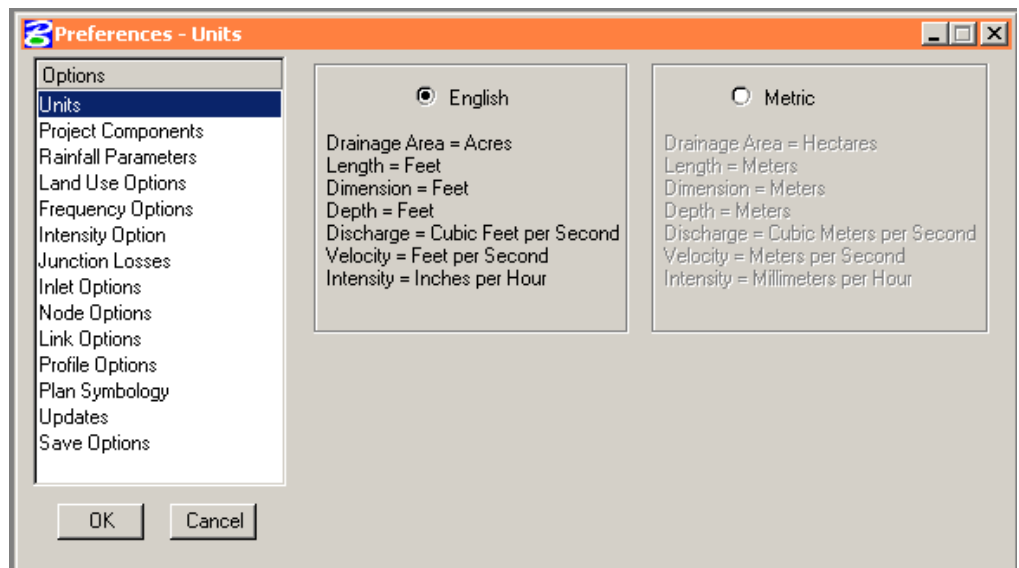 Preferences - Units
Options
Units
Project Components
Rainfall Parameters
Land Use Options
Frequency Options
Intensity Option
Junction Losses
Inlet Options
Node Options
Link Options
Profile Options
Plan Symbology
Updates
Save Options
OK
Cancel
English
Drainage Area = Acres
Length = Feet
Dimension = Feet
Depth = Feet
Discharge = Cubic Feet per Second
Velocity = Feet per Second
Intensity = Inches per Hour
Metric
Drainage Area = Hectares
Length = Meters
Dimension = Meters
Depth = Meters
Discharge = Cubic Meters per Second
Velocity = Meters per Second
Intensity = Millimeters per Hour